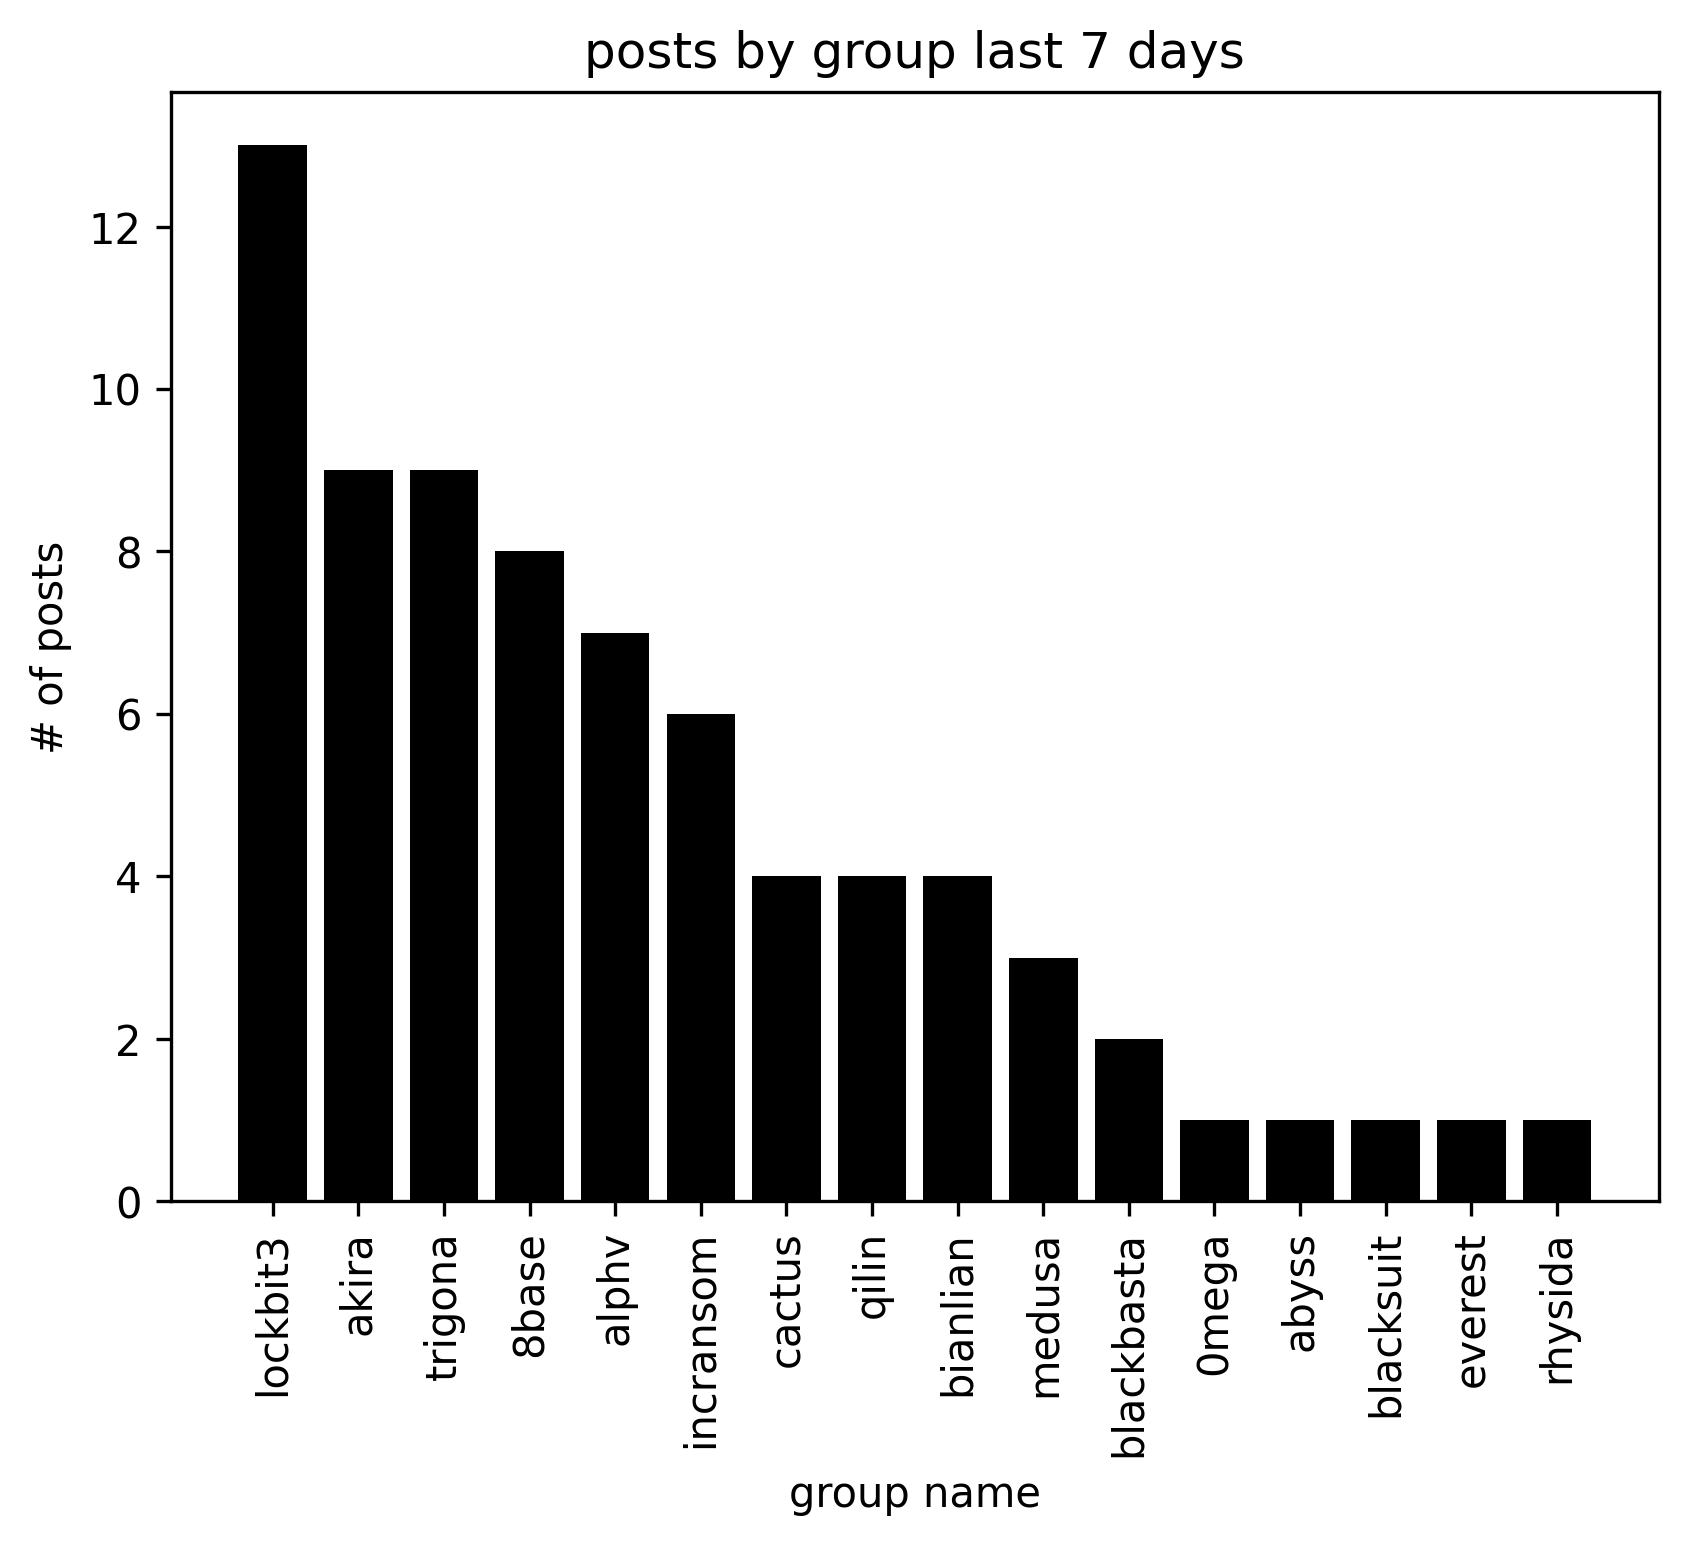 posts by group last 7 days
# of posts
12
10
8
6
4
2
0
lockbit3
akira
trigona
8base
alphv
incransom
cactus
qilin
bianlian
medusa
blackbasta
0mega
abyss
blacksuit
everest
rhysida
group name